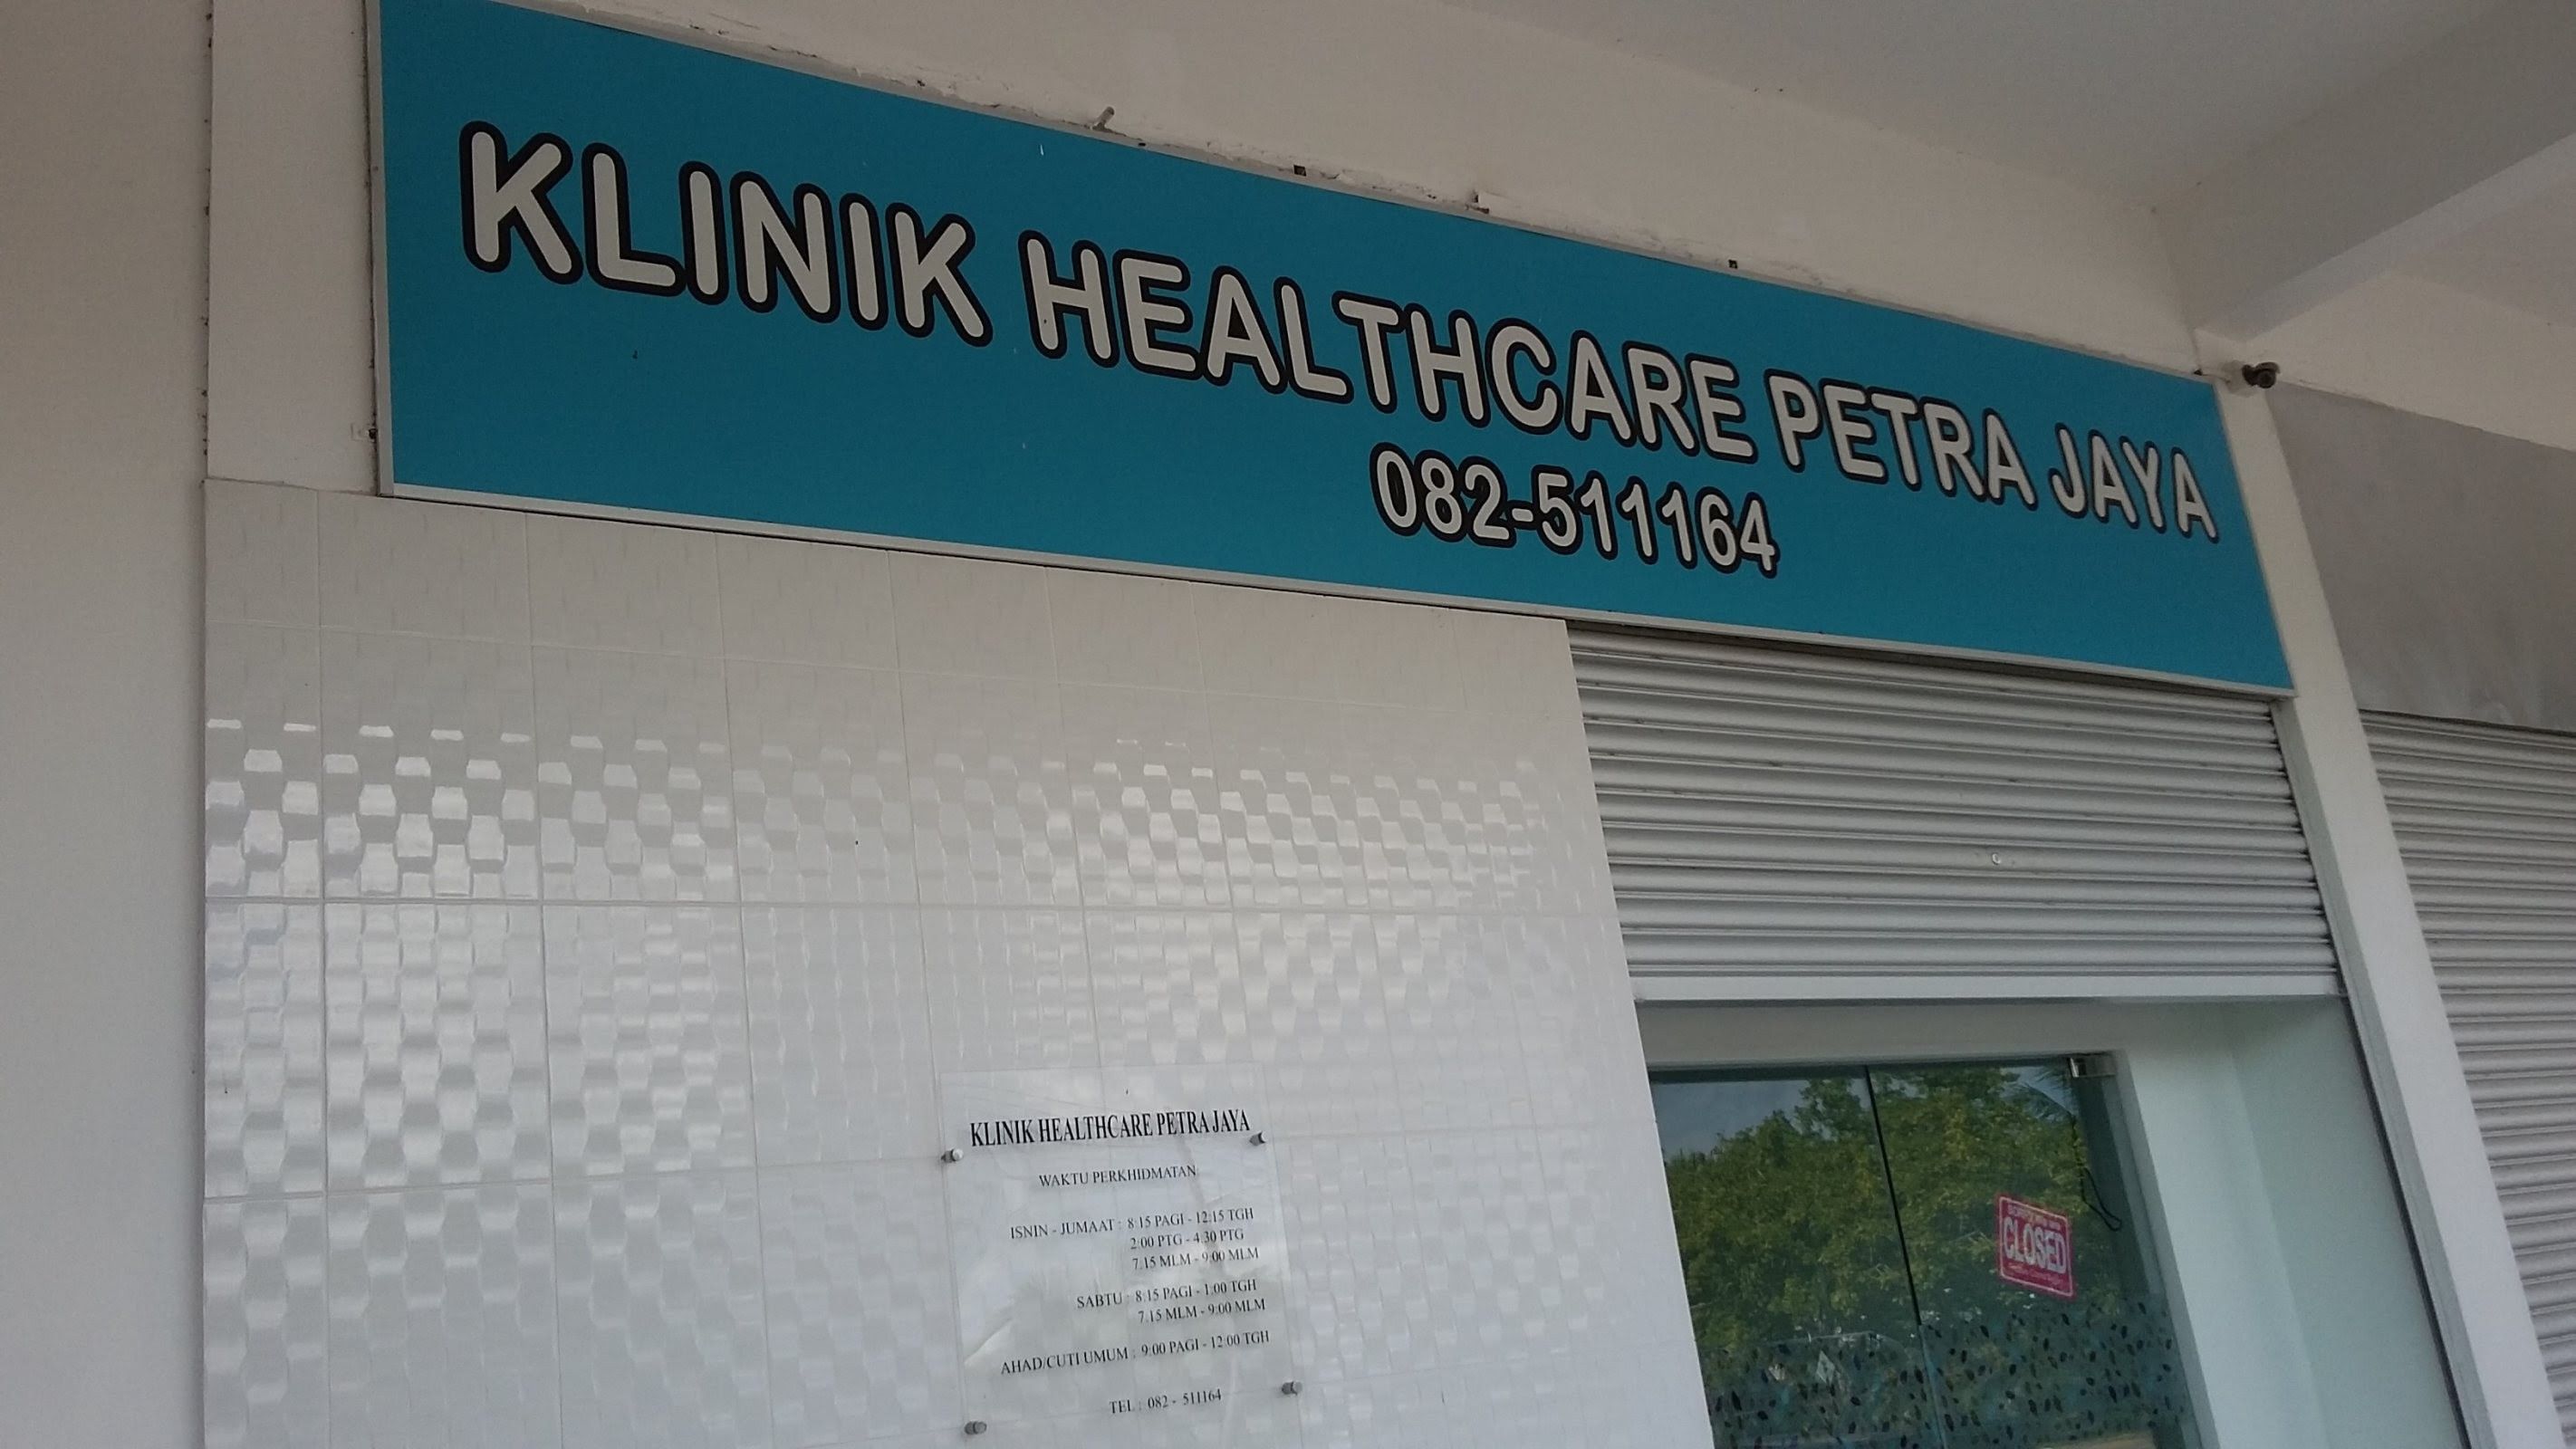 KLINIK HEALTHCARE PETRA JAYA
082-511164
KLINIK HEALTHCARE PETRA JAYA
WAKTU PERKHIDMATAN
ISNIN - JUMAAT : 8:15 PAGI - 12:15 TGH
2:00 PTG - 4:30 PTG
7.15 MLM - 9:00 MLM
SABTU : 8:15 PAGI - 1:00 TGH
7.15 MLM - 9:00 MLM
AHAD/CUTI UMUM : 9:00 PAGI - 12:00 TGH
TEL : 082 - 511164
CLOSED